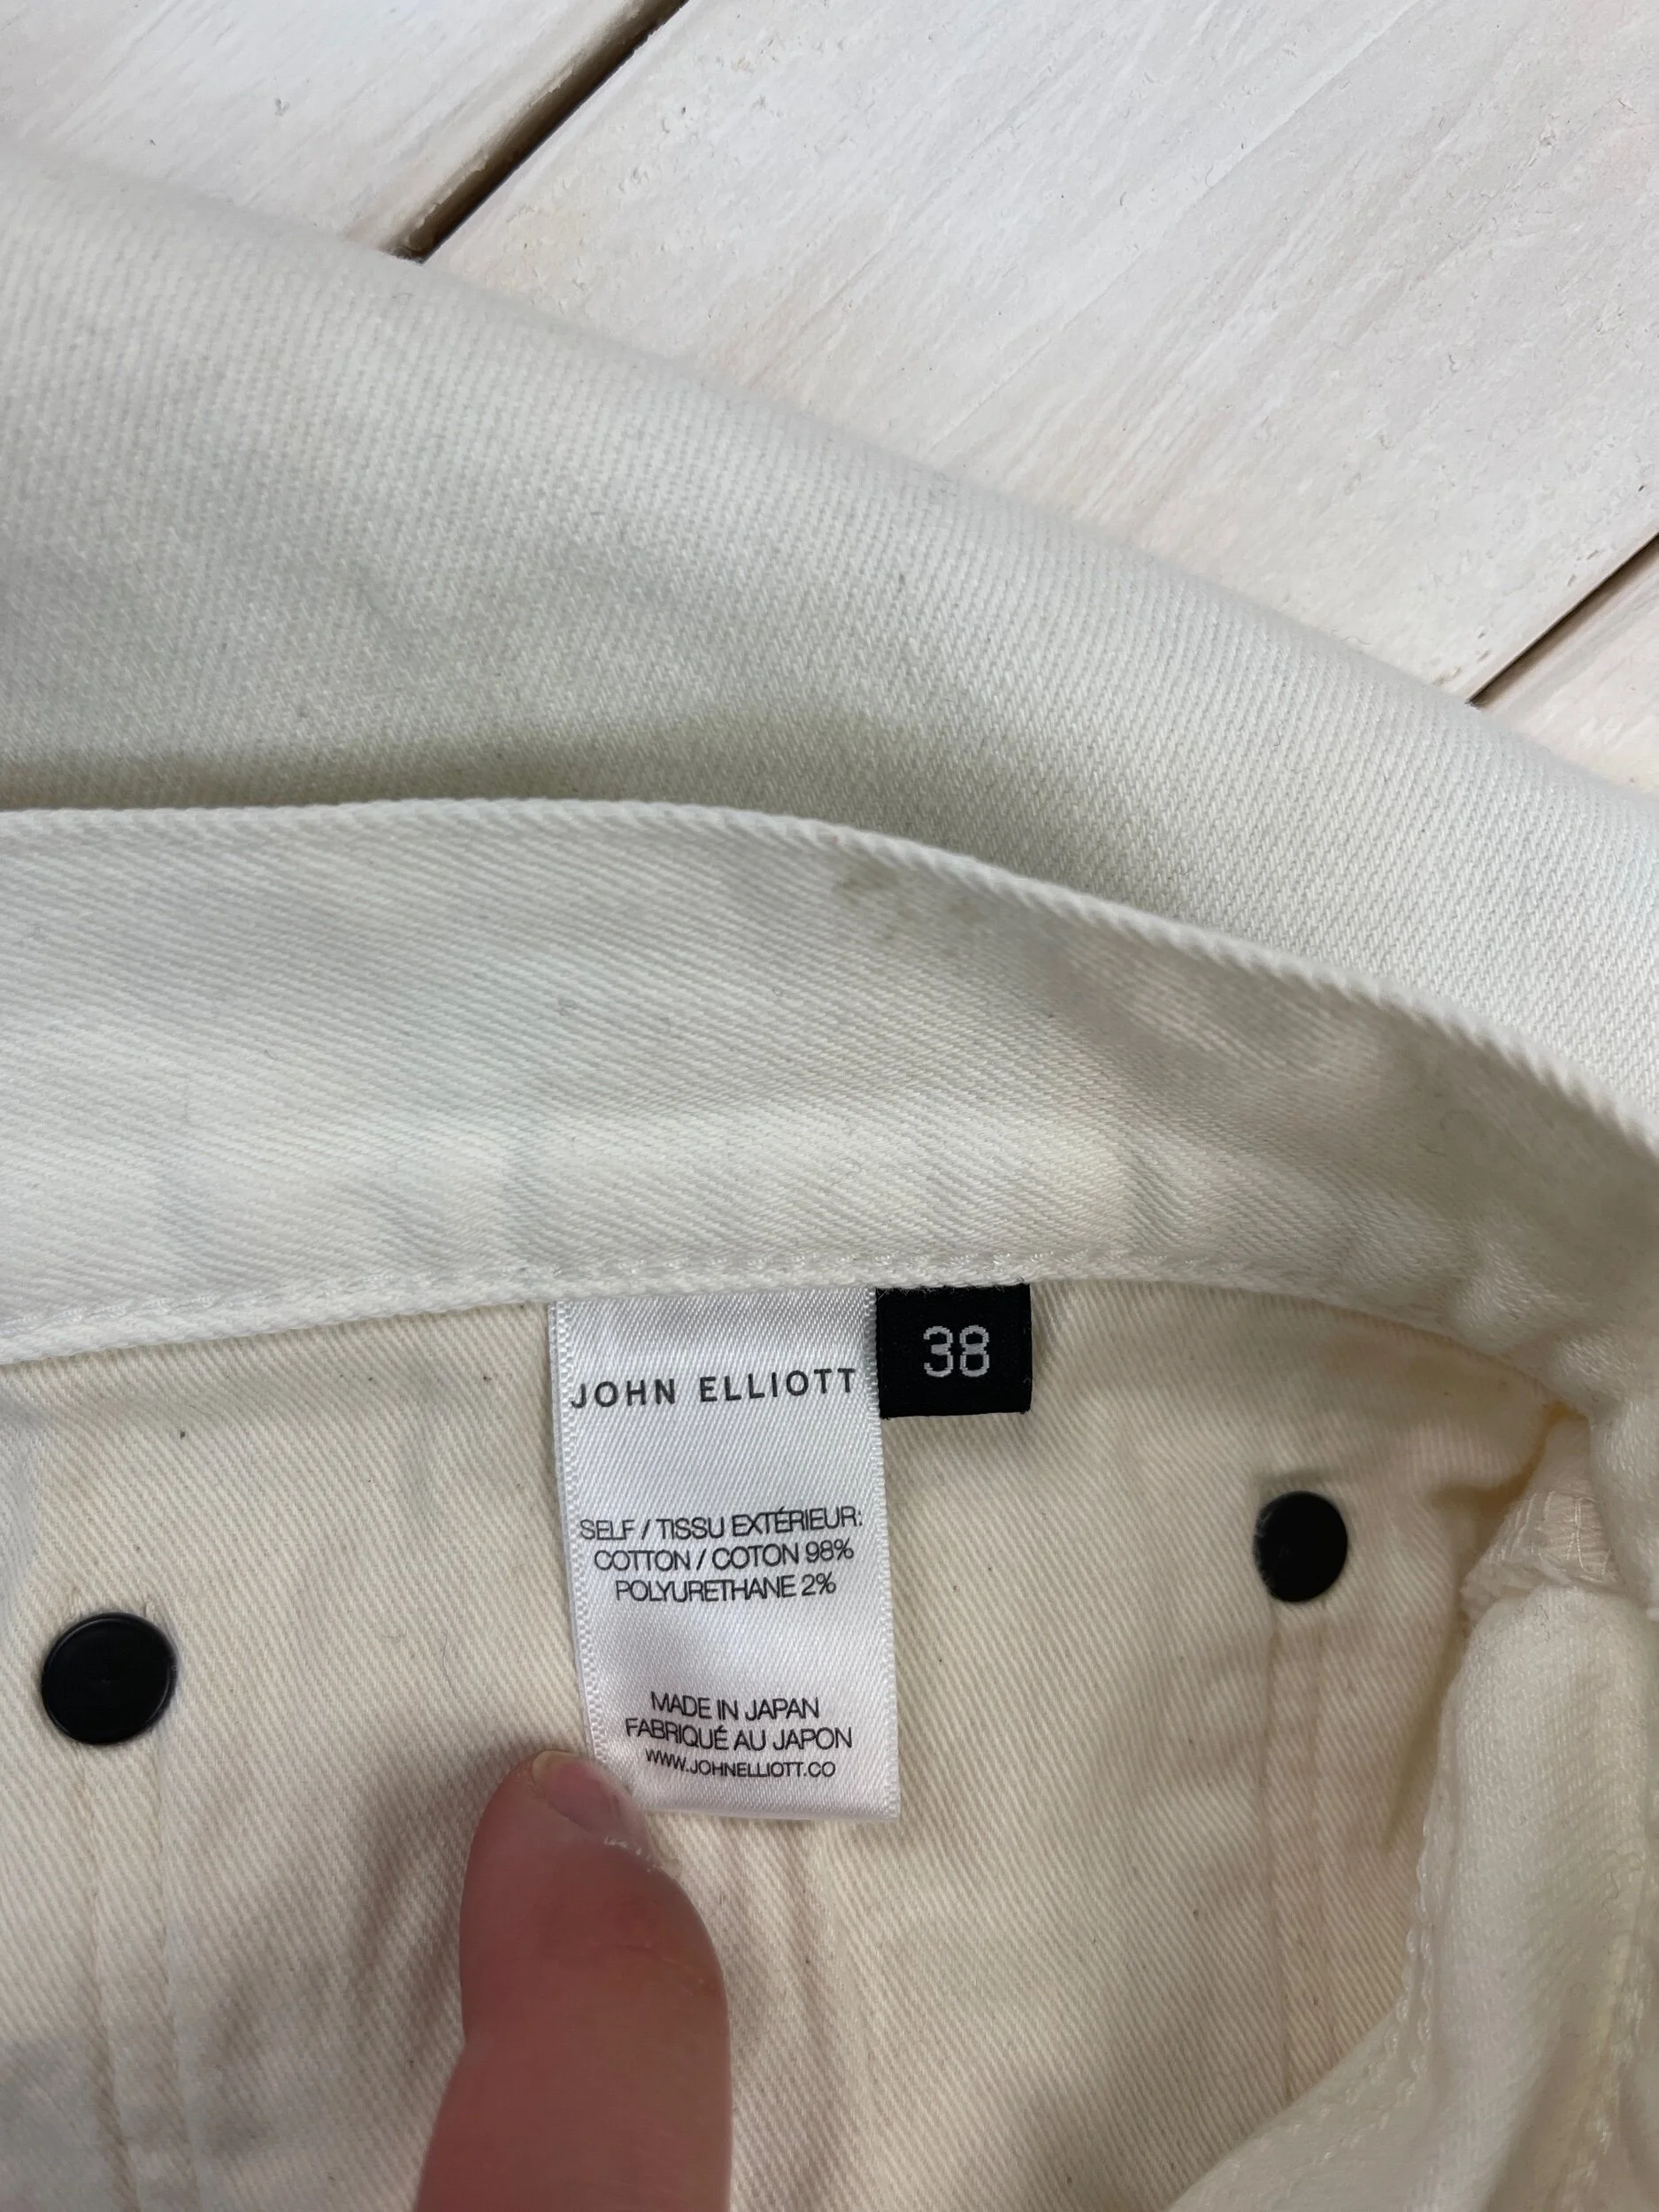 JOHN ELLIOTT
38
SELF / TISSU EXTÉRIEUR:
COTTON / COTON 98%
POLYURETHANE 2%
MADE IN JAPAN
FABRIQUÉ AU JAPON
WWW.JOHNELLIOTT.CO